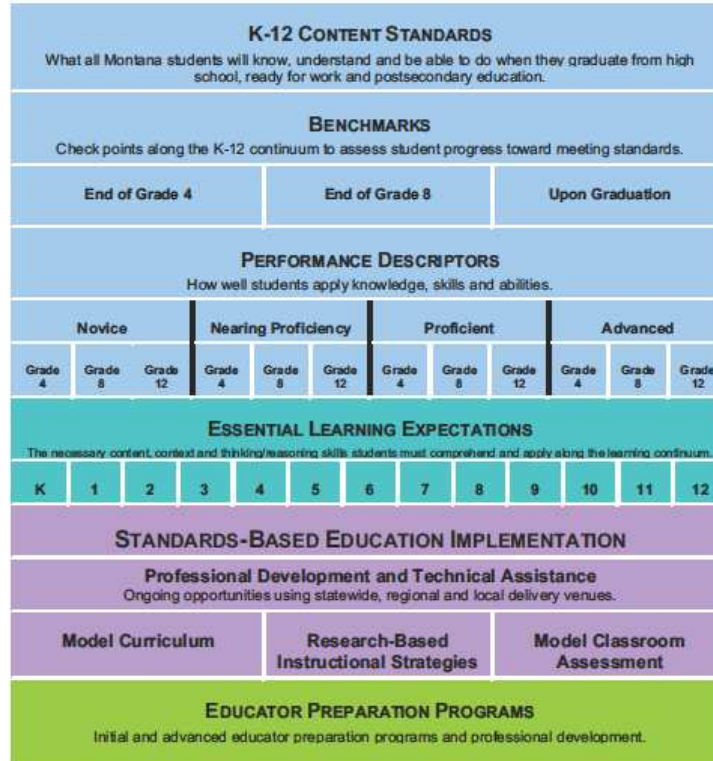 K-12 CONTENT STANDARDS
What all Montana students will know, understand and be able to do when they graduate from high
school, ready for work and postsecondary education.
BENCHMARKS
Check points along the K-12 continuum to assess student progress toward meeting standards.
End of Grade 4 End of Grade 8 Upon Graduation
PERFORMANCE DESCRIPTORS
How well students apply knowledge, skills and abilities.
Novice Nearing Proficiency Proficient Advanced
Grade 4 Grade 8 Grade 12 Grade 4 Grade 8 Grade 12 Grade 4 Grade 8 Grade 12 Grade 4 Grade 8 Grade 12
ESSENTIAL LEARNING EXPECTATIONS
The necessary content, context and thinking/reasoning skills students must comprehend and apply along the learning continuum.
K 1 2 3 4 5 6 7 8 9 10 11 12
STANDARDS-BASED EDUCATION IMPLEMENTATION
Professional Development and Technical Assistance
Ongoing opportunities using statewide, regional and local delivery venues.
Model Curriculum Research-Based Instructional Strategies Model Classroom Assessment
EDUCATOR PREPARATION PROGRAMS
Initial and advanced educator preparation programs and professional development.